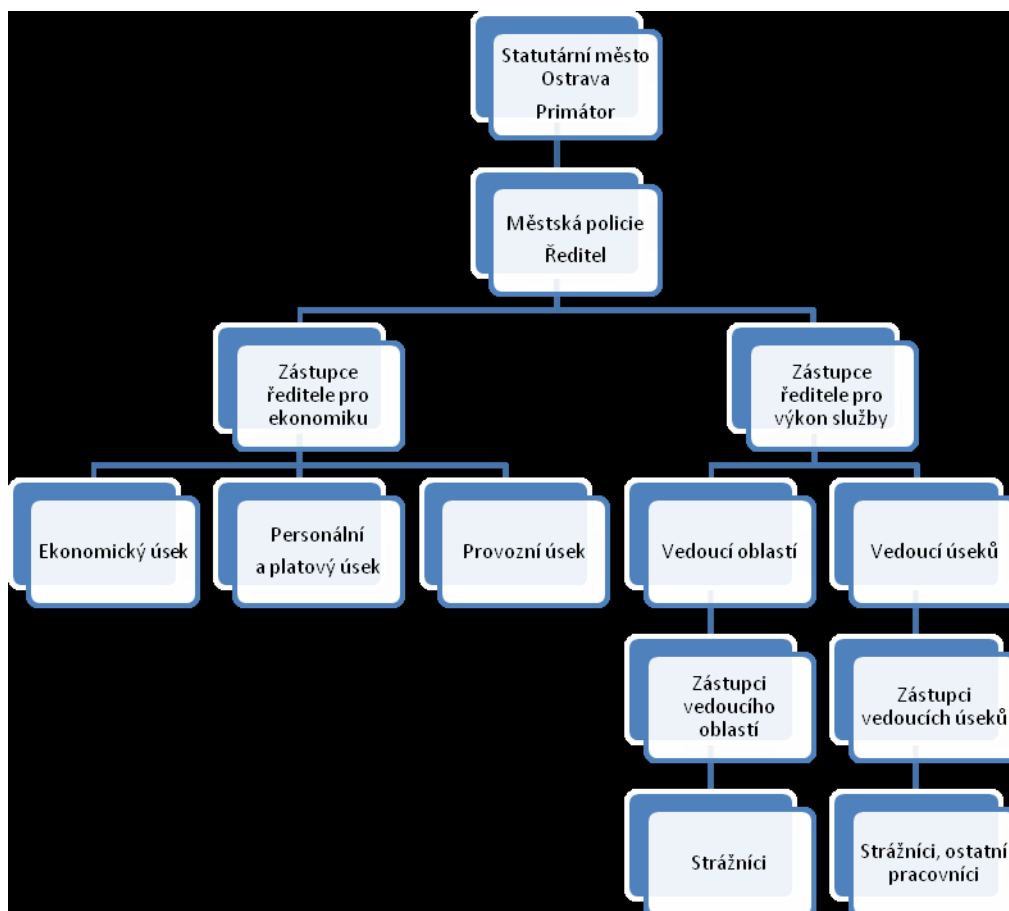 Statutární město
Ostrava
Primátor
Městská policie
Ředitel
Zástupce
ředitele pro
ekonomiku
Zástupce
ředitele pro
výkon služby
Ekonomický úsek
Personální
a platový úsek
Provozní úsek
Vedoucí oblastí
Vedoucí úseků
Zástupci
vedoucího
oblastí
Zástupci
vedoucích úseků
Strážníci
Strážníci, ostatní
pracovníci